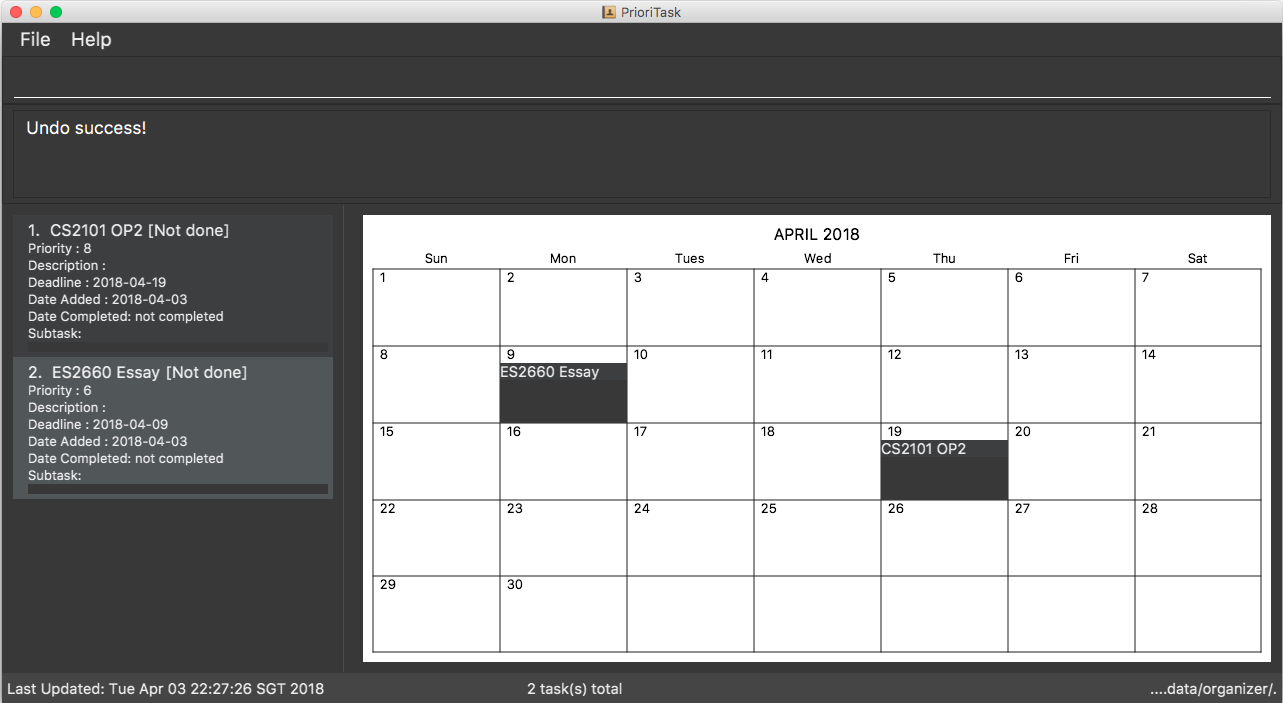 PrioriTask
File Help
Undo success!
1. CS2101 OP2 [Not done]
Priority : 8
Description :
Deadline : 2018-04-19
Date Added : 2018-04-03
Date Completed: not completed
Subtask:
2. ES2660 Essay [Not done]
Priority : 6
Description :
Deadline : 2018-04-09
Date Added : 2018-04-03
Date Completed: not completed
Subtask:
APRIL 2018
Sun Mon Tues Wed Thu Fri Sat
1 2 3 4 5 6 7
8 9 10 11 12 13 14
ES2660 Essay
15 16 17 18 19 20 21
CS2101 OP2
22 23 24 25 26 27 28
29 30
Last Updated: Tue Apr 03 22:27:26 SGT 2018 2 task(s) total ....data/organizer/.